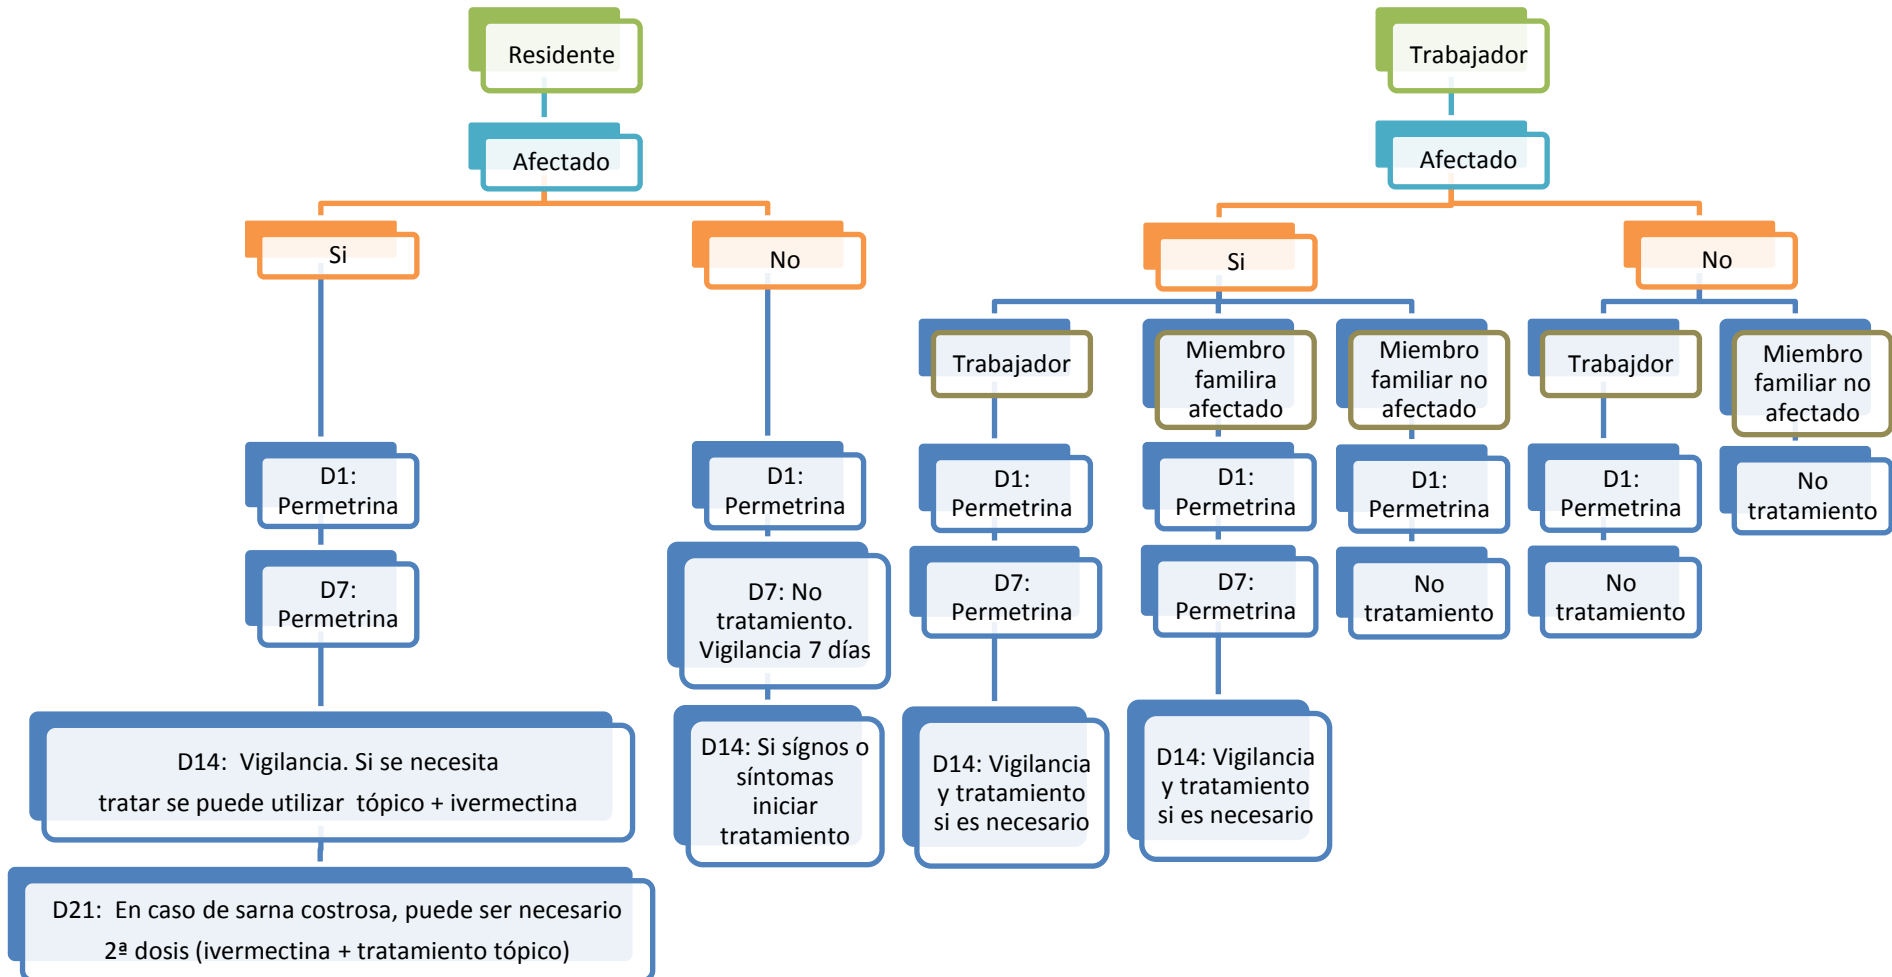 Residente
Afectado
Si
No
D1:
Permetrina
D7:
Permetrina
D14:  Vigilancia. Si se necesita
tratar se puede utilizar  tópico + ivermectina
D21:  En caso de sarna costrosa, puede ser necesario
2ª dosis (ivermectina + tratamiento tópico)
D1:
Permetrina
D7: No
tratamiento.
Vigilancia 7 días
D14: Si sígnos o
síntomas
iniciar
tratamiento
Trabajador
Afectado
Si
No
Trabajador
D1:
Permetrina
D7:
Permetrina
D14: Vigilancia
y tratamiento
si es necesario
Miembro
familira
afectado
D1:
Permetrina
D7:
Permetrina
D14: Vigilancia
y tratamiento
si es necesario
Miembro
familiar no
afectado
D1:
Permetrina
No
tratamiento
Trabajdor
D1:
Permetrina
No
tratamiento
Miembro
familiar no
afectado
No
tratamiento